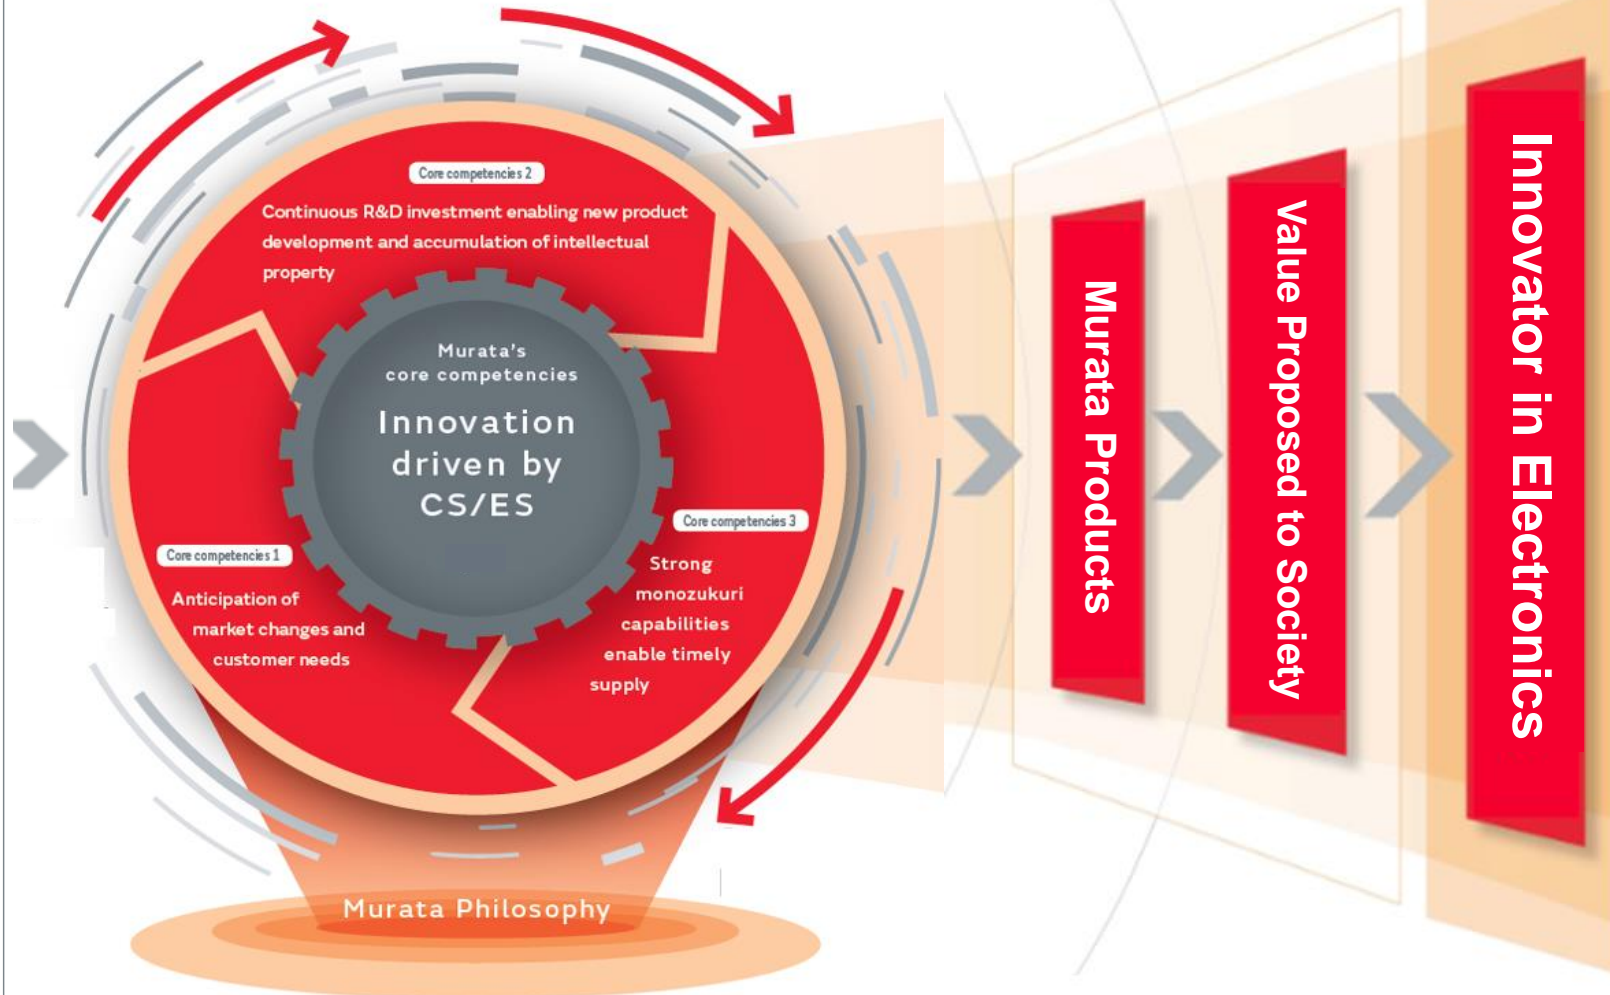 Core competencies 2
Continuous R&D investment enabling new product
development and accumulation of intellectual
property
Murata's
core competencies
Innovation
driven by
CS/ES
Core competencies 1
Anticipation of
market changes and
customer needs
Core competencies 3
Strong
monozukuri
capabilities
enable timely
supply
Murata Philosophy
Murata Products
Value Proposed to Society
Innovator in Electronics